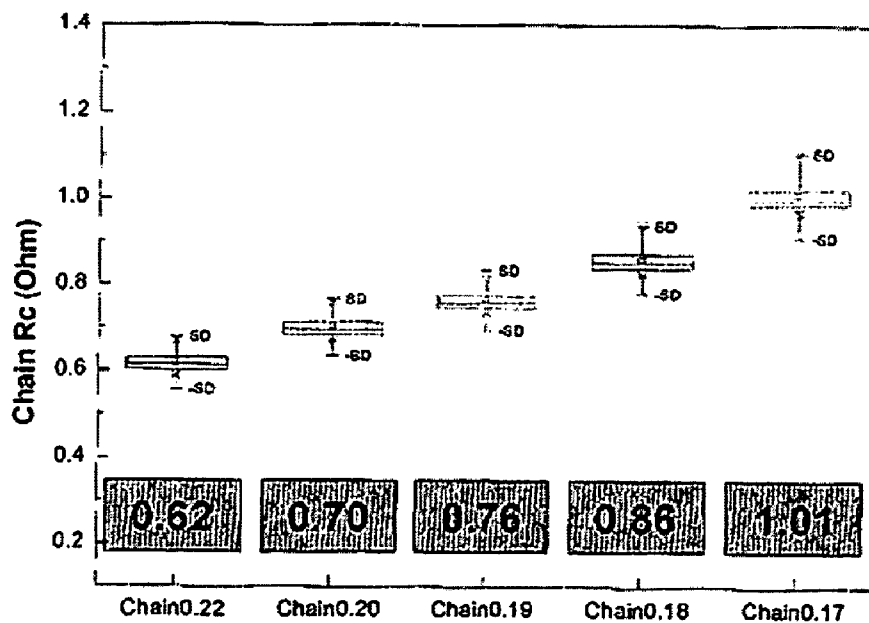 1.4
1.2
1.0
0.8
0.6
0.4
0.2
Chain Rc (Ohm)
SD
-SD
SD
-SD
SD
-SD
SD
-SD
SD
-SD
0.62
0.70
0.76
0.86
1.01
Chain0.22
Chain0.20
Chain0.19
Chain0.18
Chain0.17